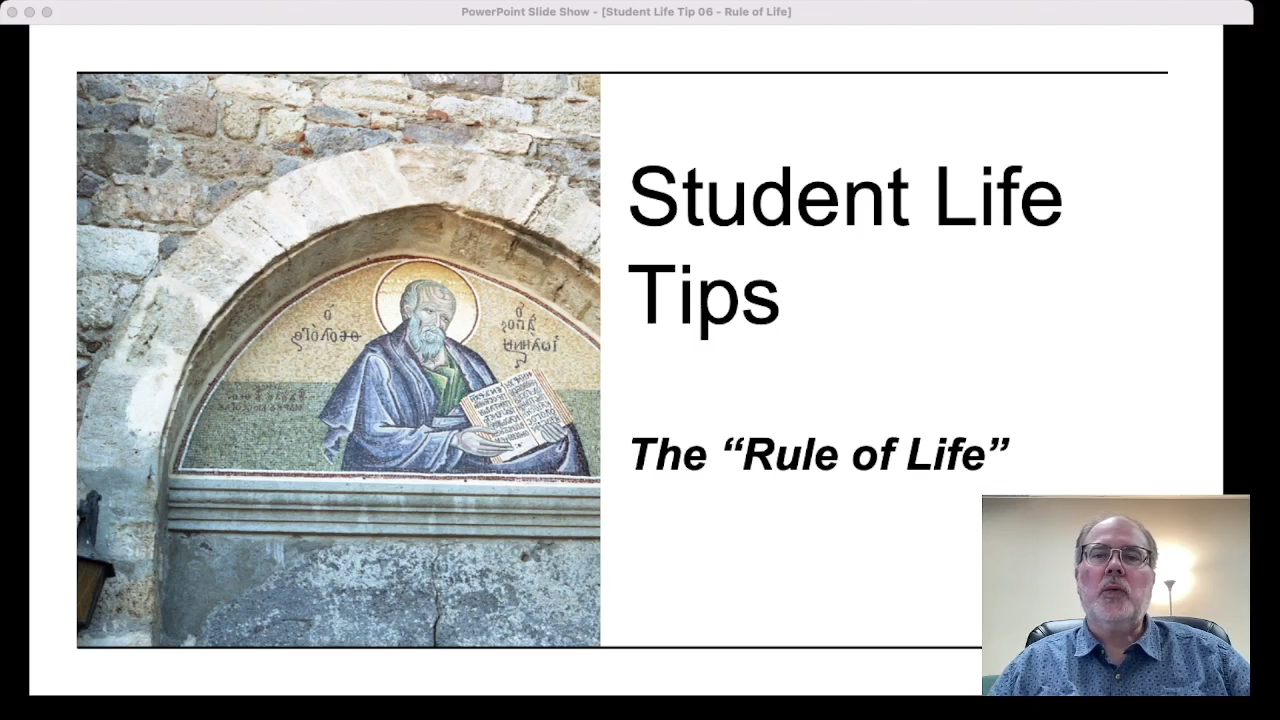 PowerPoint Slide Show - [Student Life Tip 06 - Rule of Life]
Student Life
Tips
The “Rule of Life”